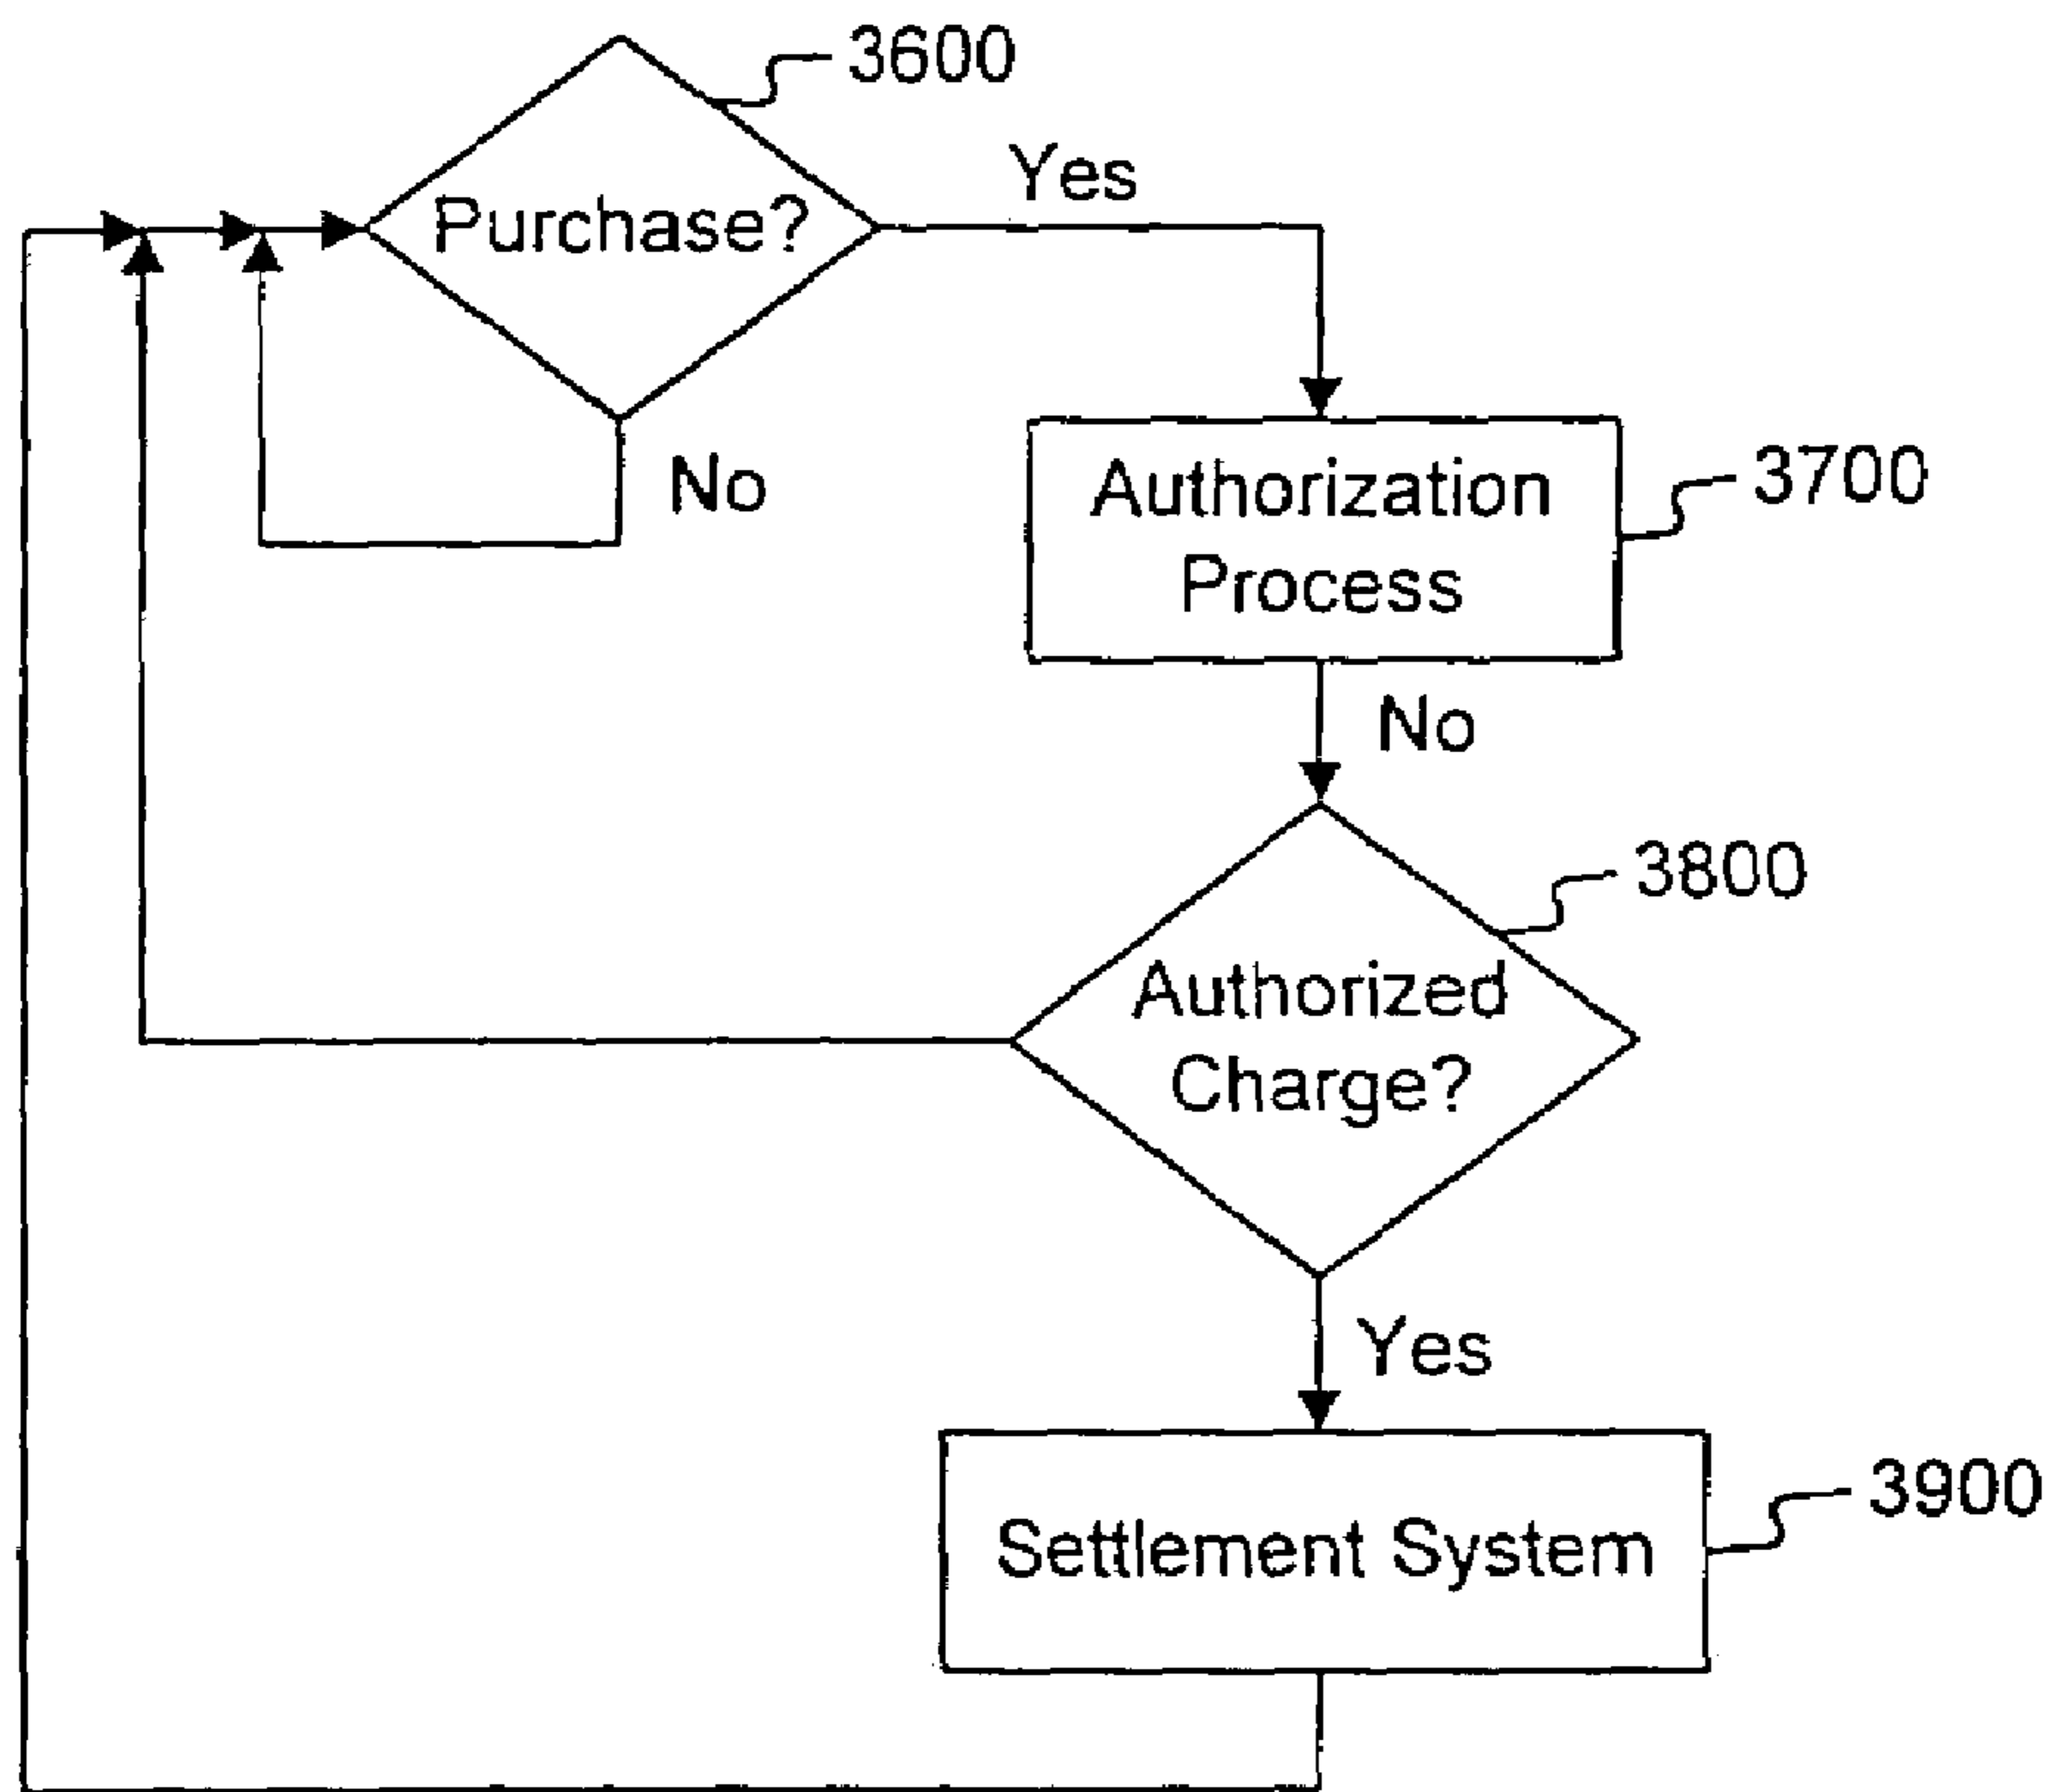 3600
Yes
Purchase?
No
3700
Authorization
Process
No
3800
Authorized
Charge?
Yes
3900
Settlement System